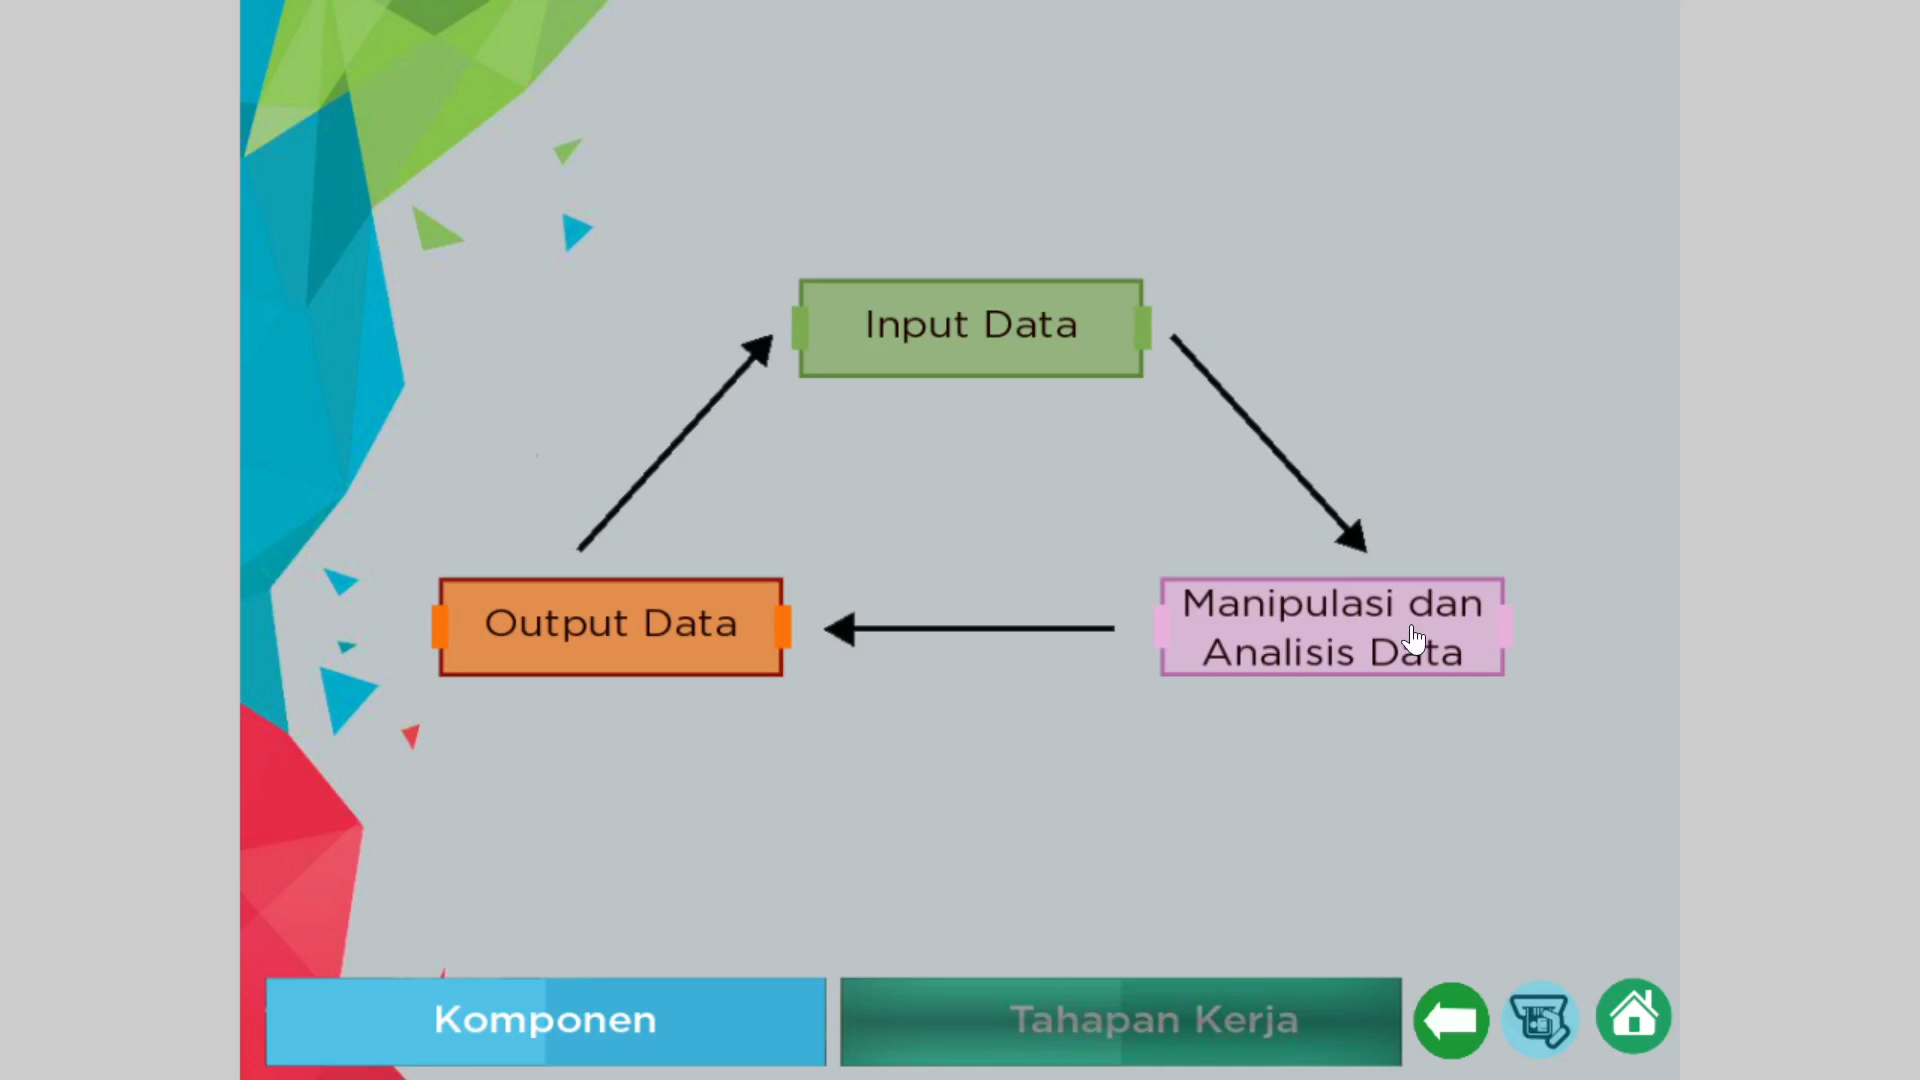 Input Data
Output Data
Manipulasi dan
Analisis Data
Komponen
Tahapan Kerja